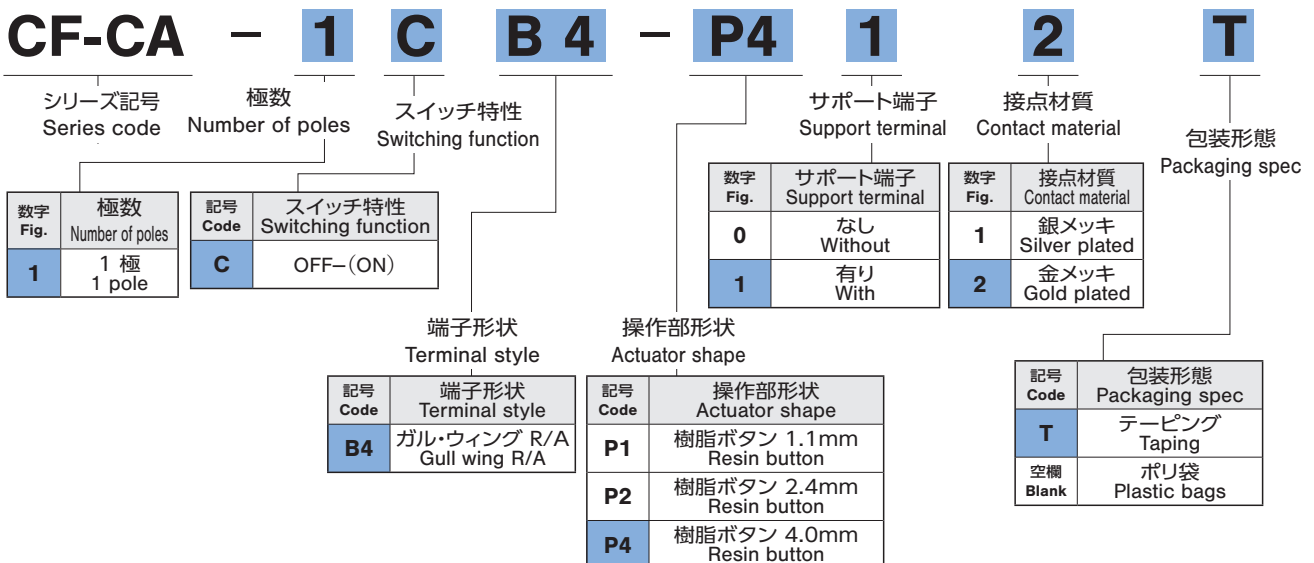 CF-CA - 1 C B 4 - P4 1 2 T
シリーズ記号
Series code
極数
Number of poles
スイッチ特性
Switching function
サポート端子
Support terminal
接点材質
Contact material
包装形態
Packaging spec
数字
Fig.
極数
Number of poles
1
1 極
1 pole
記号
Code
スイッチ特性
Switching function
C
OFF−(ON)
数字
Fig.
サポート端子
Support terminal
0
なし
Without
1
有り
With
数字
Fig.
接点材質
Contact material
1
銀メッキ
Silver plated
2
金メッキ
Gold plated
端子形状
Terminal style
記号
Code
端子形状
Terminal style
B4
ガル・ウィング R/A
Gull wing R/A
操作部形状
Actuator shape
記号
Code
操作部形状
Actuator shape
P1
樹脂ボタン 1.1mm
Resin button
P2
樹脂ボタン 2.4mm
Resin button
P4
樹脂ボタン 4.0mm
Resin button
記号
Code
包装形態
Packaging spec
T
テーピング
Taping
空欄
Blank
ポリ袋
Plastic bags